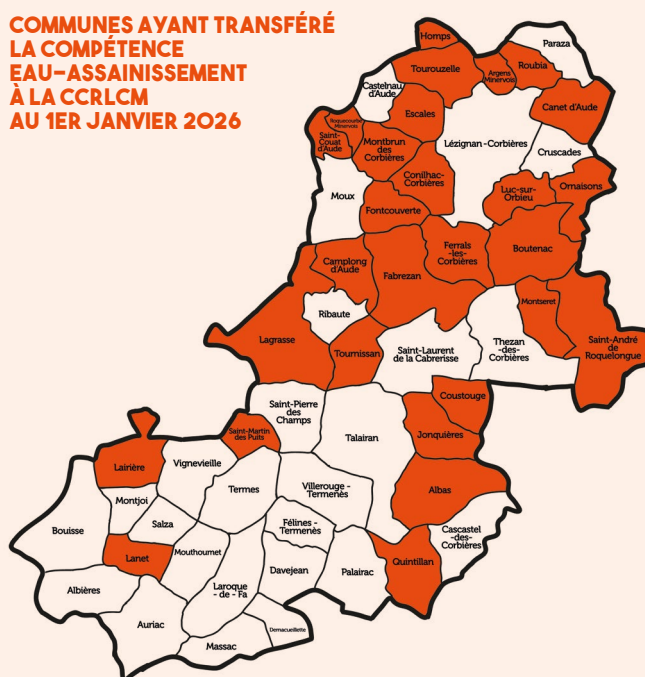 COMMUNES AYANT TRANSFÉRÉ
LA COMPÉTENCE
EAU-ASSAINISSEMENT
À LA CCRLCM
AU 1ER JANVIER 2026
Homps
Paraza
Tourouzelle
Argens
Minervois
Roubia
Castelnau
d'Aude
Escales
Canet d'Aude
Roquecourbe
Minervois
Saint-
Couat
d'Aude
Montbrun
des
Corbières
Lézignan-Corbières
Cruscades
Conilhac-
Corbières
Moux
Luc-sur-
Orbieu
Ornaisons
Fontcouverte
Ferrals
-les-
Corbières
Boutenac
Camplong
d'Aude
Fabrezan
Ribaute
Montseret
Lagrasse
Tournissan
Saint-Laurent
de la Cabrerisse
Thezan
-des-
Corbières
Saint-André
de
Roquelongue
Saint-Pierre
des
Champs
Coustouge
Saint-Martin
des Puits
Talairan
Jonquières
Lairière
Vignevieille
Termes
Villerouge -
Termenès
Albas
Montjoi
Salza
Bouisse
Félines -
Termenès
Cascastel
-des-
Corbières
Lanet
Mouthoumet
Davejean
Palairac
Quintillan
Albières
Laroque
- de - Fa
Auriac
Massac
Dernacueillette